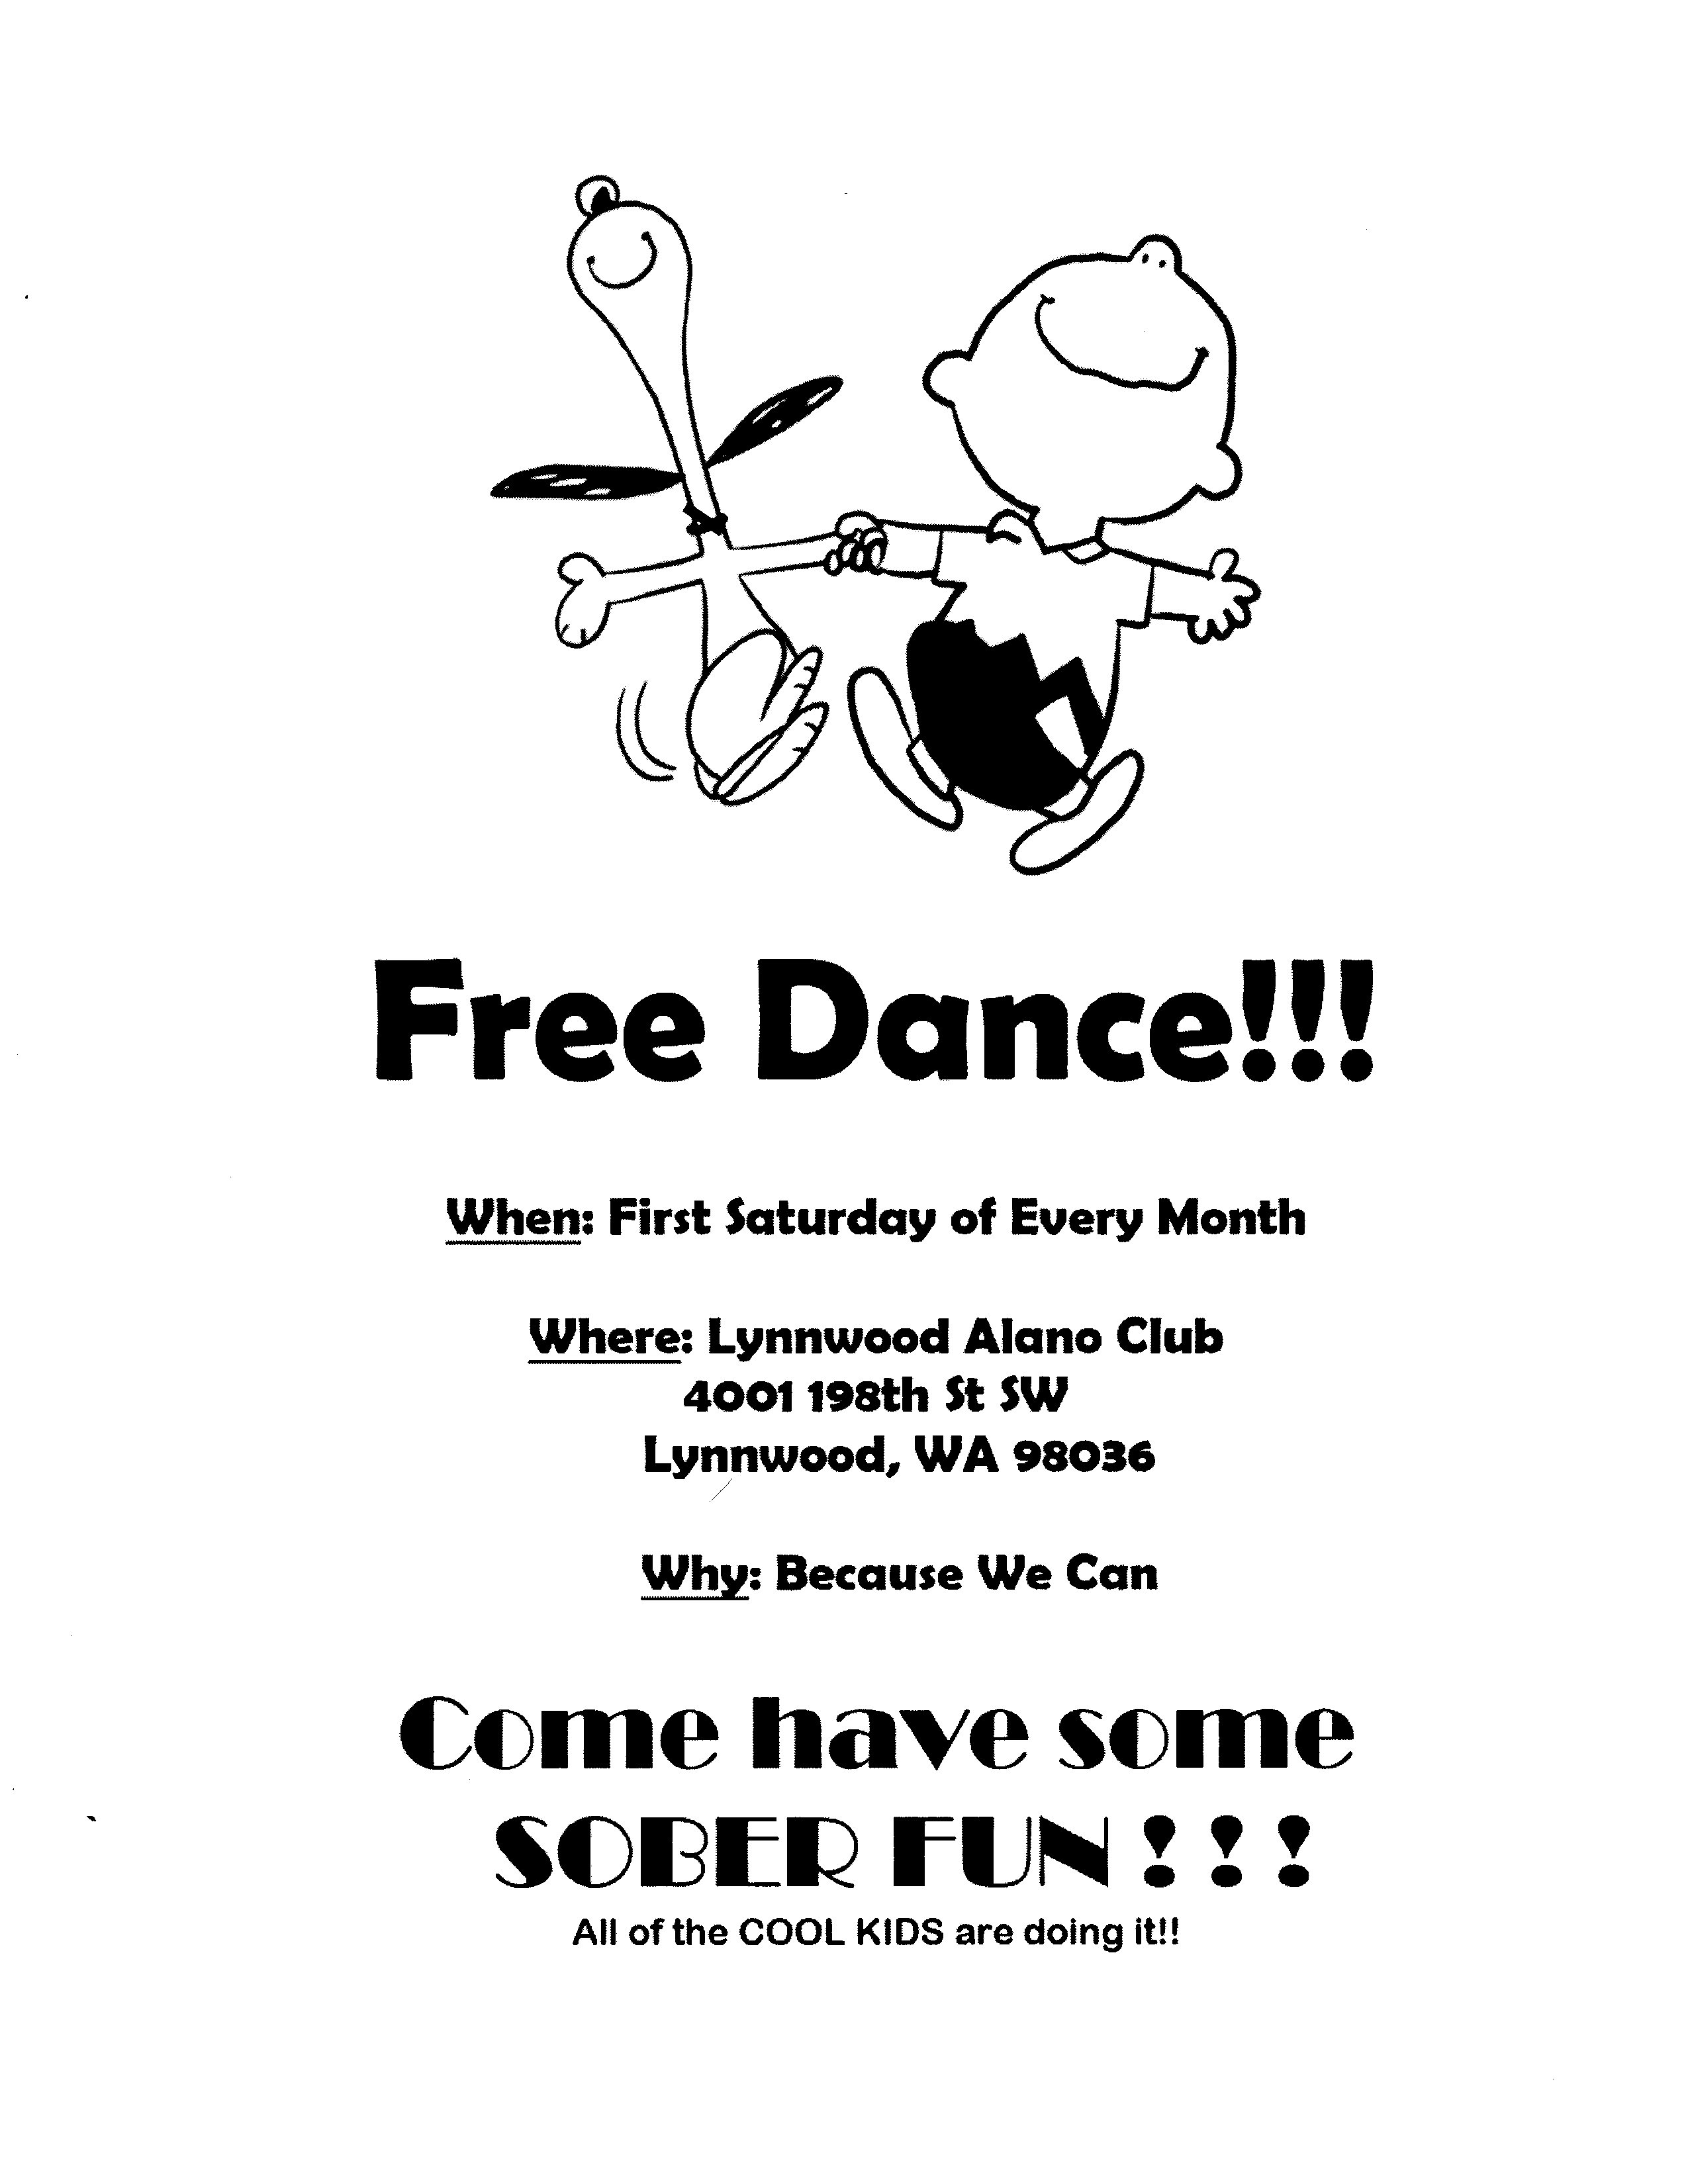 Free Dance!!!
When: First Saturday of Every Month
Where: Lynnwood Alano Club
4001 198th St SW
Lynnwood, WA 98036
Why: Because We Can
Come have some
SOBER FUN!!!
All of the COOL KIDS are doing it!!